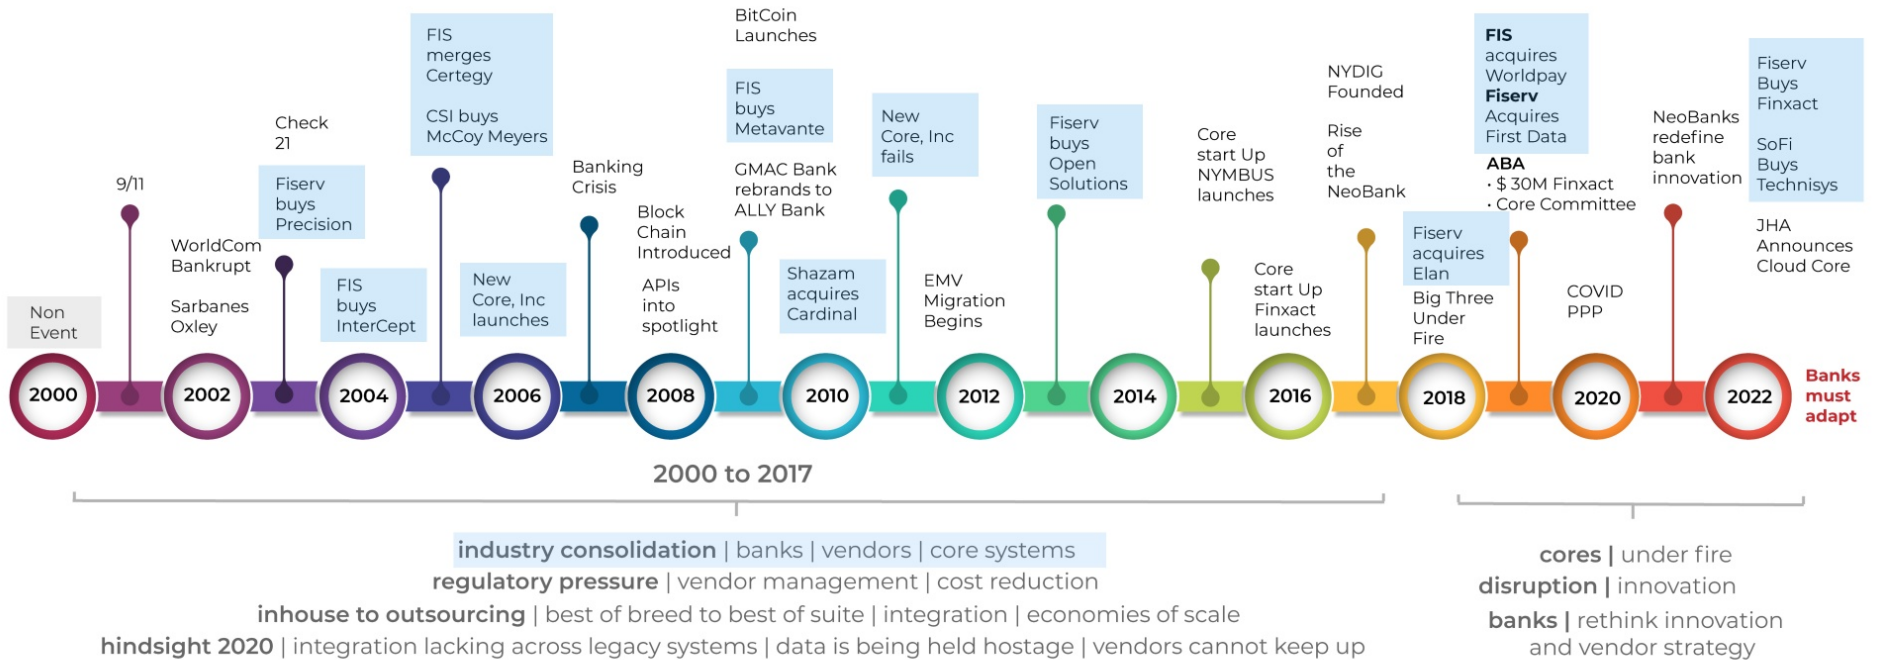 Non
Event
2000
9/11
WorldCom
Bankrupt
Sarbanes
Oxley
2002
Check
21
Fiserv
buys
Precision
FIS
buys
InterCept
2004
FIS
merges
Certegy
CSI buys
McCoy Meyers
New
Core, Inc
launches
2006
Banking
Crisis
Block
Chain
Introduced
APIs
into
spotlight
2008
BitCoin
Launches
FIS
buys
Metavante
GMAC Bank
rebrands to
ALLY Bank
Shazam
acquires
Cardinal
2010
New
Core, Inc
fails
EMV
Migration
Begins
2012
Fiserv
buys
Open
Solutions
2014
Core
start Up
NYMBUS
launches
Core
start Up
Finxact
launches
2016
NYDIG
Founded
Rise
of
the
NeoBank
Fiserv
acquires
Elan
Big Three
Under
Fire
2018
FIS
acquires
Worldpay
Fiserv
Acquires
First Data
ABA
· $ 30M Finxact
· Core Committee
COVID
PPP
2020
NeoBanks
redefine
bank
innovation
Fiserv
Buys
Finxact
SoFi
Buys
Technisys
JHA
Announces
Cloud Core
2022
Banks
must
adapt
2000 to 2017
industry consolidation | banks | vendors | core systems
regulatory pressure | vendor management | cost reduction
inhouse to outsourcing | best of breed to best of suite | integration | economies of scale
hindsight 2020 | integration lacking across legacy systems | data is being held hostage | vendors cannot keep up
cores | under fire
disruption | innovation
banks | rethink innovation
and vendor strategy